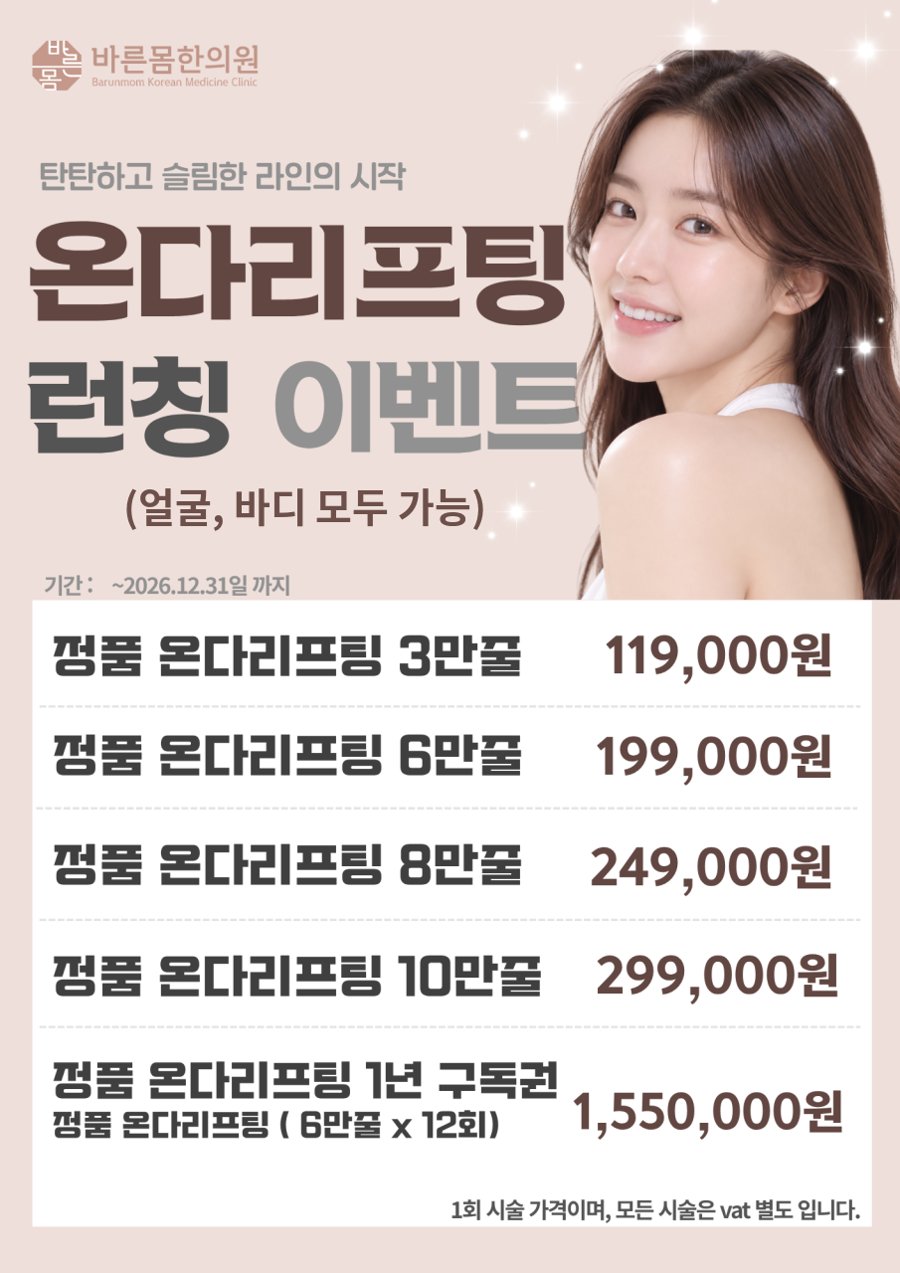 바른몸
바른몸한의원
Barunmom Korean Medicine Clinic
탄탄하고 슬림한 라인의 시작
온다리프팅
런칭 이벤트
(얼굴, 바디 모두 가능)
기간 : ~2026.12.31일 까지
정품 온다리프팅 3만줄 119,000원
정품 온다리프팅 6만줄 199,000원
정품 온다리프팅 8만줄 249,000원
정품 온다리프팅 10만줄 299,000원
정품 온다리프팅 1년 구독권
정품 온다리프팅 ( 6만줄 x 12회) 1,550,000원
1회 시술 가격이며, 모든 시술은 vat 별도 입니다.